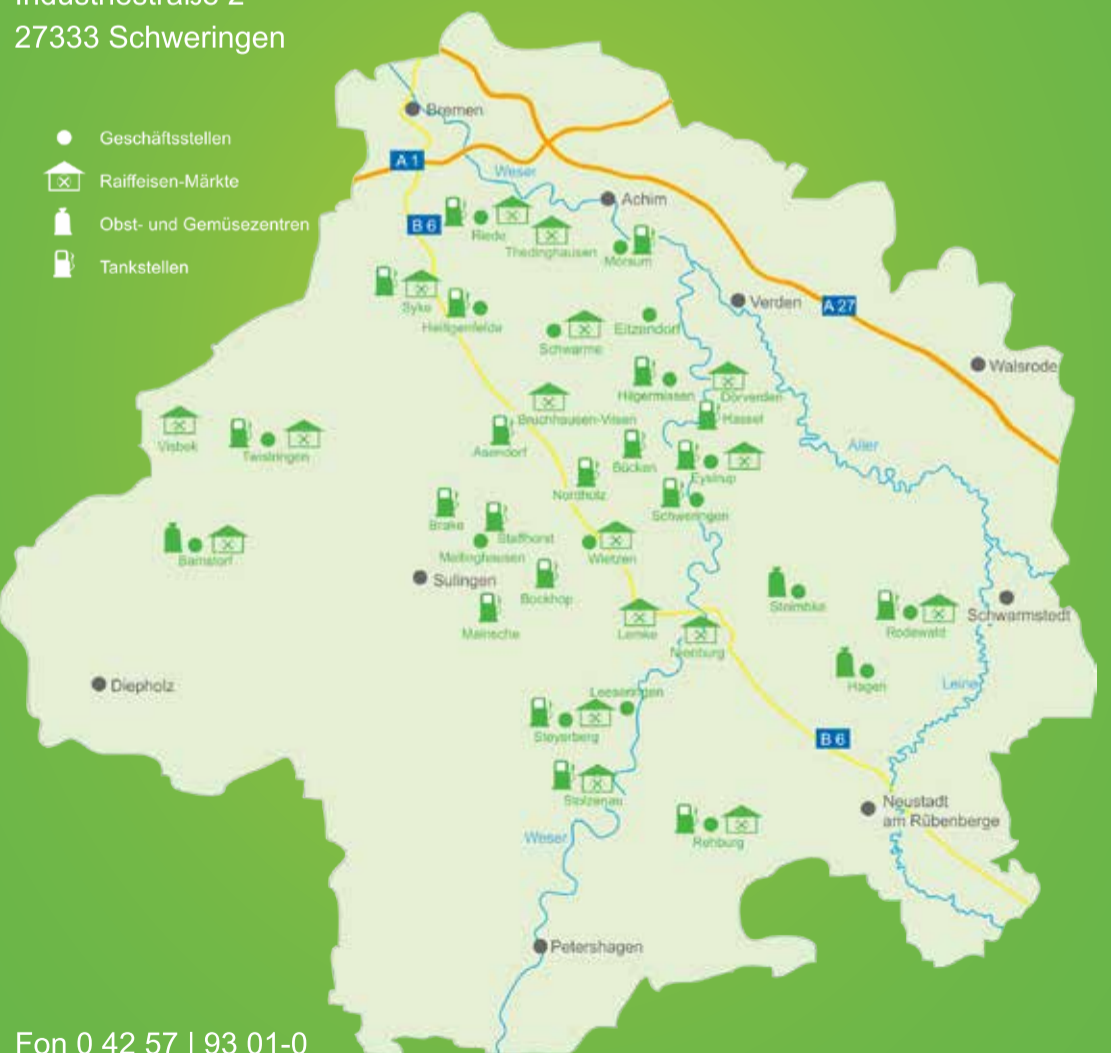 27333 Schweringen
Geschäftsstellen
Raiffeisen-Märkte
Obst- und Gemüsezentren
Tankstellen
Bremen
A 1
Weser
Achim
B 6
Riede
Thedinghausen
Morsum
Syke
Heiligenfelde
Verden
A 27
Schwarme
Eitzendorf
Walsrode
Hilgermissen
Dörverden
Hassel
Bruchhausen-Vilsen
Visbek
Twistringen
Asendorf
Bücken
Eystrup
Aller
Nordholz
Schweringen
Brake
Staffhorst
Mellinghausen
Wietzen
Barnstorf
Sulingen
Bockhop
Steimbke
Schwarmstedt
Mainsche
Lemke
Rodewald
Nienburg
Diepholz
Hagen
Leine
Leeseringen
Steyerberg
B 6
Stolzenau
Neustadt
am Rübenberge
Rehburg
Weser
Petershagen
Fon 0 42 57 | 93 01-0